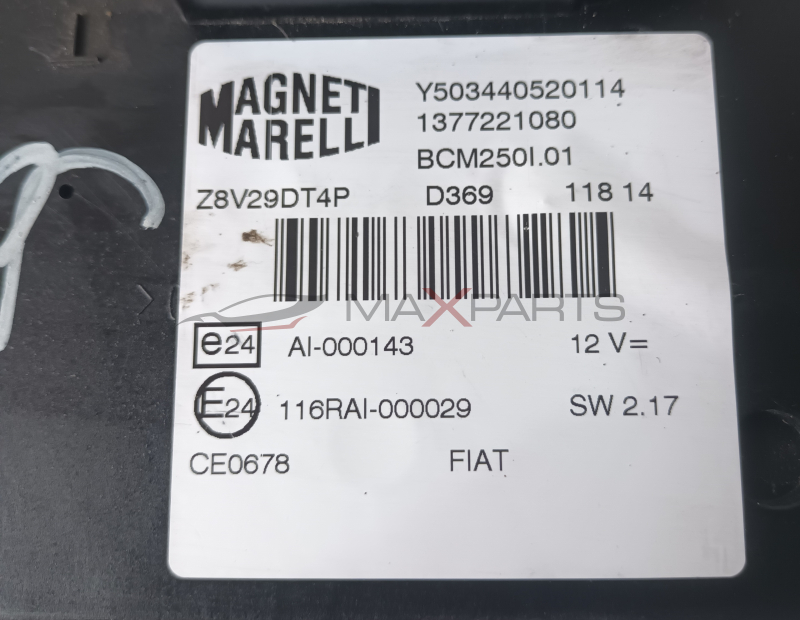 MAGNETI
MARELLI
Y503440520114
1377221080
BCM250I.01
Z8V29DT4P D369 118 14
MAXPARTS
e24 AI-000143 12 V=
E24 116RAI-000029 SW 2.17
CE0678 FIAT